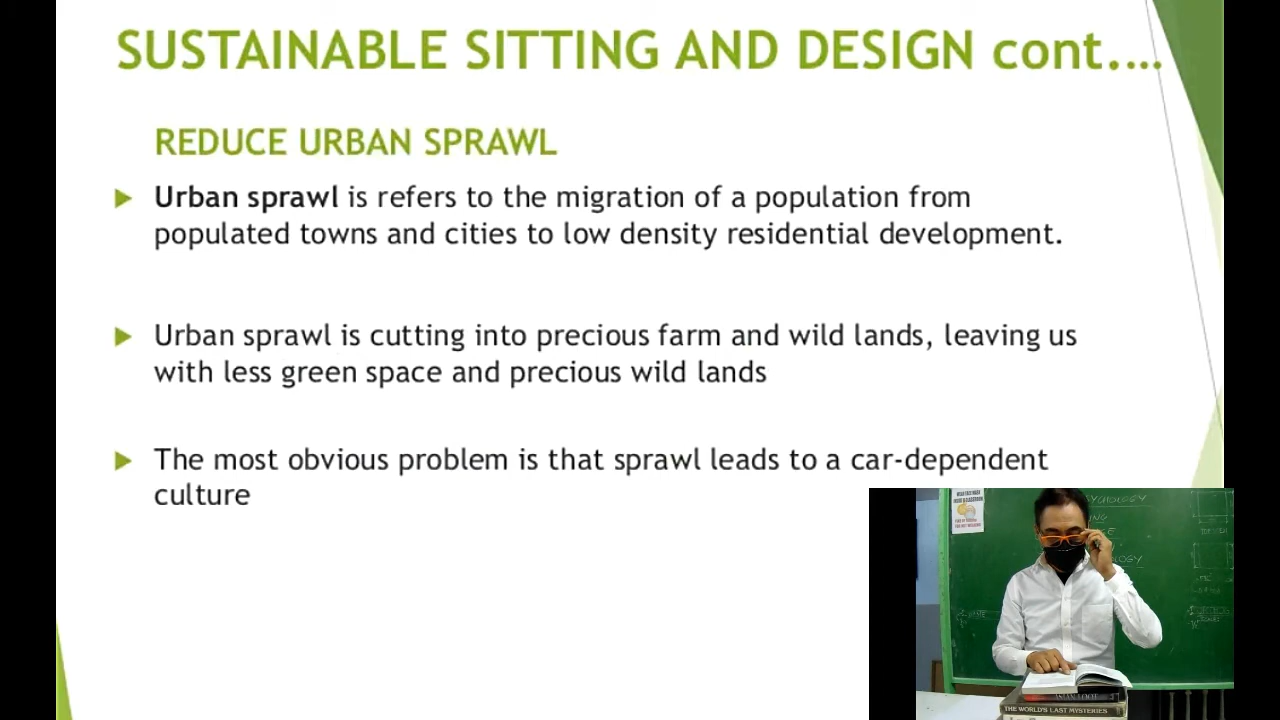 SUSTAINABLE SITTING AND DESIGN cont.…
REDUCE URBAN SPRAWL
Urban sprawl is refers to the migration of a population from
populated towns and cities to low density residential development.
Urban sprawl is cutting into precious farm and wild lands, leaving us
with less green space and precious wild lands
The most obvious problem is that sprawl leads to a car-dependent
culture
THE WORLD'S LAST MYSTERIES